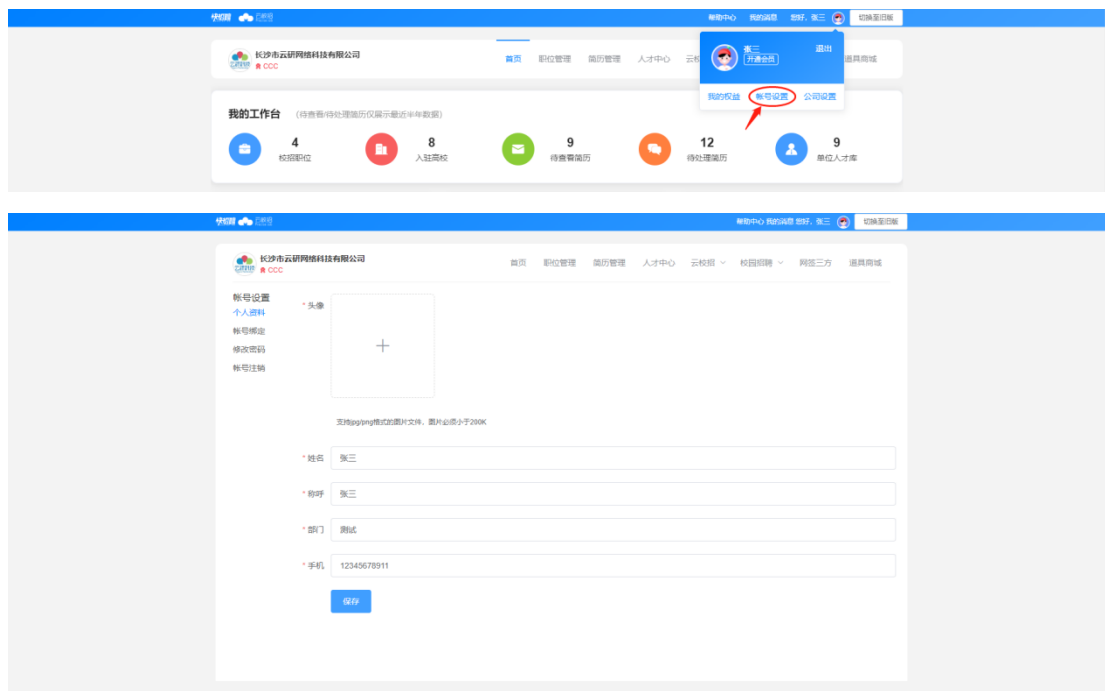 快招网 云校招
帮助中心 我的消息 您好，张三 切换至旧版
长沙市云研网络科技有限公司
CCC
首页 职位管理 简历管理 人才中心 道具商城
张三 退出
开通会员
我的权益 帐号设置 公司设置
我的工作台 （待查看/待处理简历仅展示最近半年数据）
4 8 9 12 9
校招职位 入驻高校 待查看简历 待处理简历 单位人才库
快招网 云校招
帮助中心 我的消息 您好，张三 切换至旧版
长沙市云研网络科技有限公司
CCC
首页 职位管理 简历管理 人才中心 云校招 校园招聘 网签三方 道具商城
帐号设置
个人资料
帐号绑定
修改密码
帐号注销
* 头像
支持jpg/png格式的图片文件，图片必须小于200K
* 姓名 张三
* 称呼 张三
* 部门 测试
* 手机 12345678911
保存